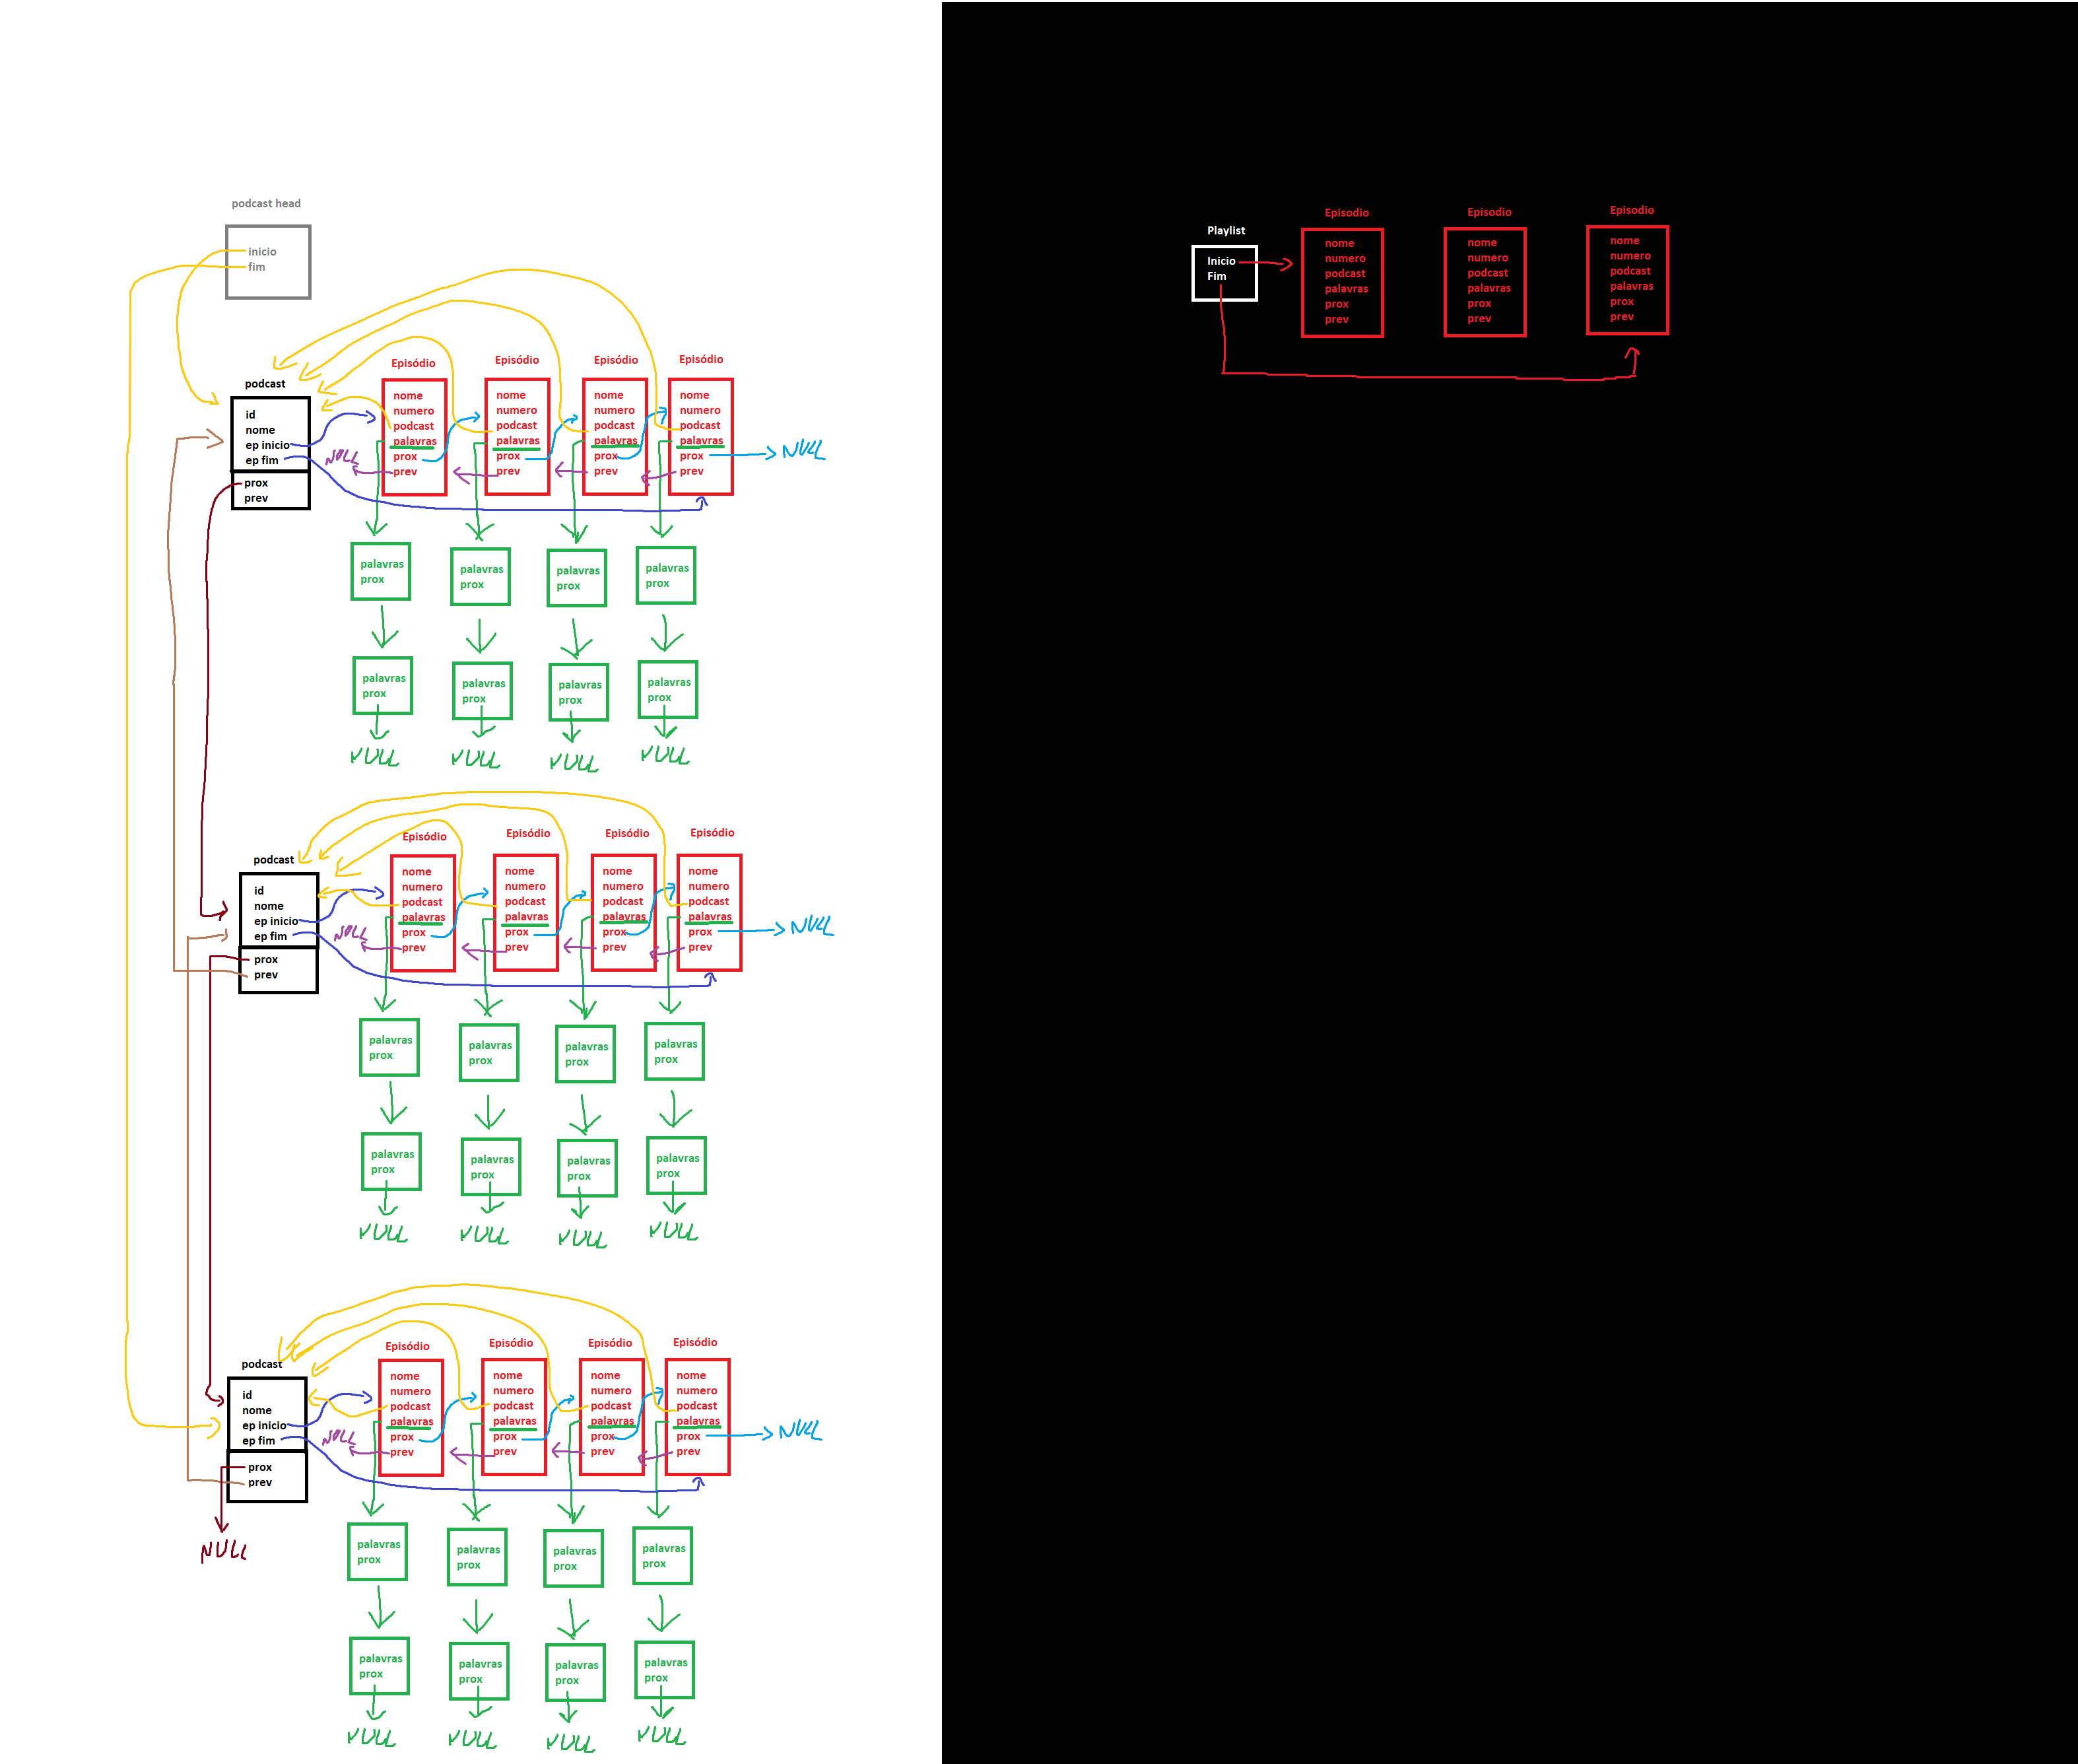 podcast head
inicio
fim
podcast
id
nome
ep inicio
ep fim
prox
prev
Episódio
nome
numero
podcast
palavras
prox
prev
NULL
Episódio
nome
numero
podcast
palavras
prox
prev
Episódio
nome
numero
podcast
palavras
prox
prev
Episódio
nome
numero
podcast
palavras
prox
prev
NULL
palavras
prox
palavras
prox
palavras
prox
palavras
prox
palavras
prox
palavras
prox
palavras
prox
palavras
prox
NULL
NULL
NULL
NULL
podcast
id
nome
ep inicio
ep fim
prox
prev
Episódio
nome
numero
podcast
palavras
prox
prev
NULL
Episódio
nome
numero
podcast
palavras
prox
prev
Episódio
nome
numero
podcast
palavras
prox
prev
Episódio
nome
numero
podcast
palavras
prox
prev
NULL
palavras
prox
palavras
prox
palavras
prox
palavras
prox
palavras
prox
palavras
prox
palavras
prox
palavras
prox
NULL
NULL
NULL
NULL
podcast
id
nome
ep inicio
ep fim
prox
prev
NULL
Episódio
nome
numero
podcast
palavras
prox
prev
NULL
Episódio
nome
numero
podcast
palavras
prox
prev
Episódio
nome
numero
podcast
palavras
prox
prev
Episódio
nome
numero
podcast
palavras
prox
prev
NULL
palavras
prox
palavras
prox
palavras
prox
palavras
prox
palavras
prox
palavras
prox
palavras
prox
palavras
prox
NULL
NULL
NULL
NULL
Playlist
Inicio
Fim
Episodio
nome
numero
podcast
palavras
prox
prev
Episodio
nome
numero
podcast
palavras
prox
prev
Episodio
nome
numero
podcast
palavras
prox
prev